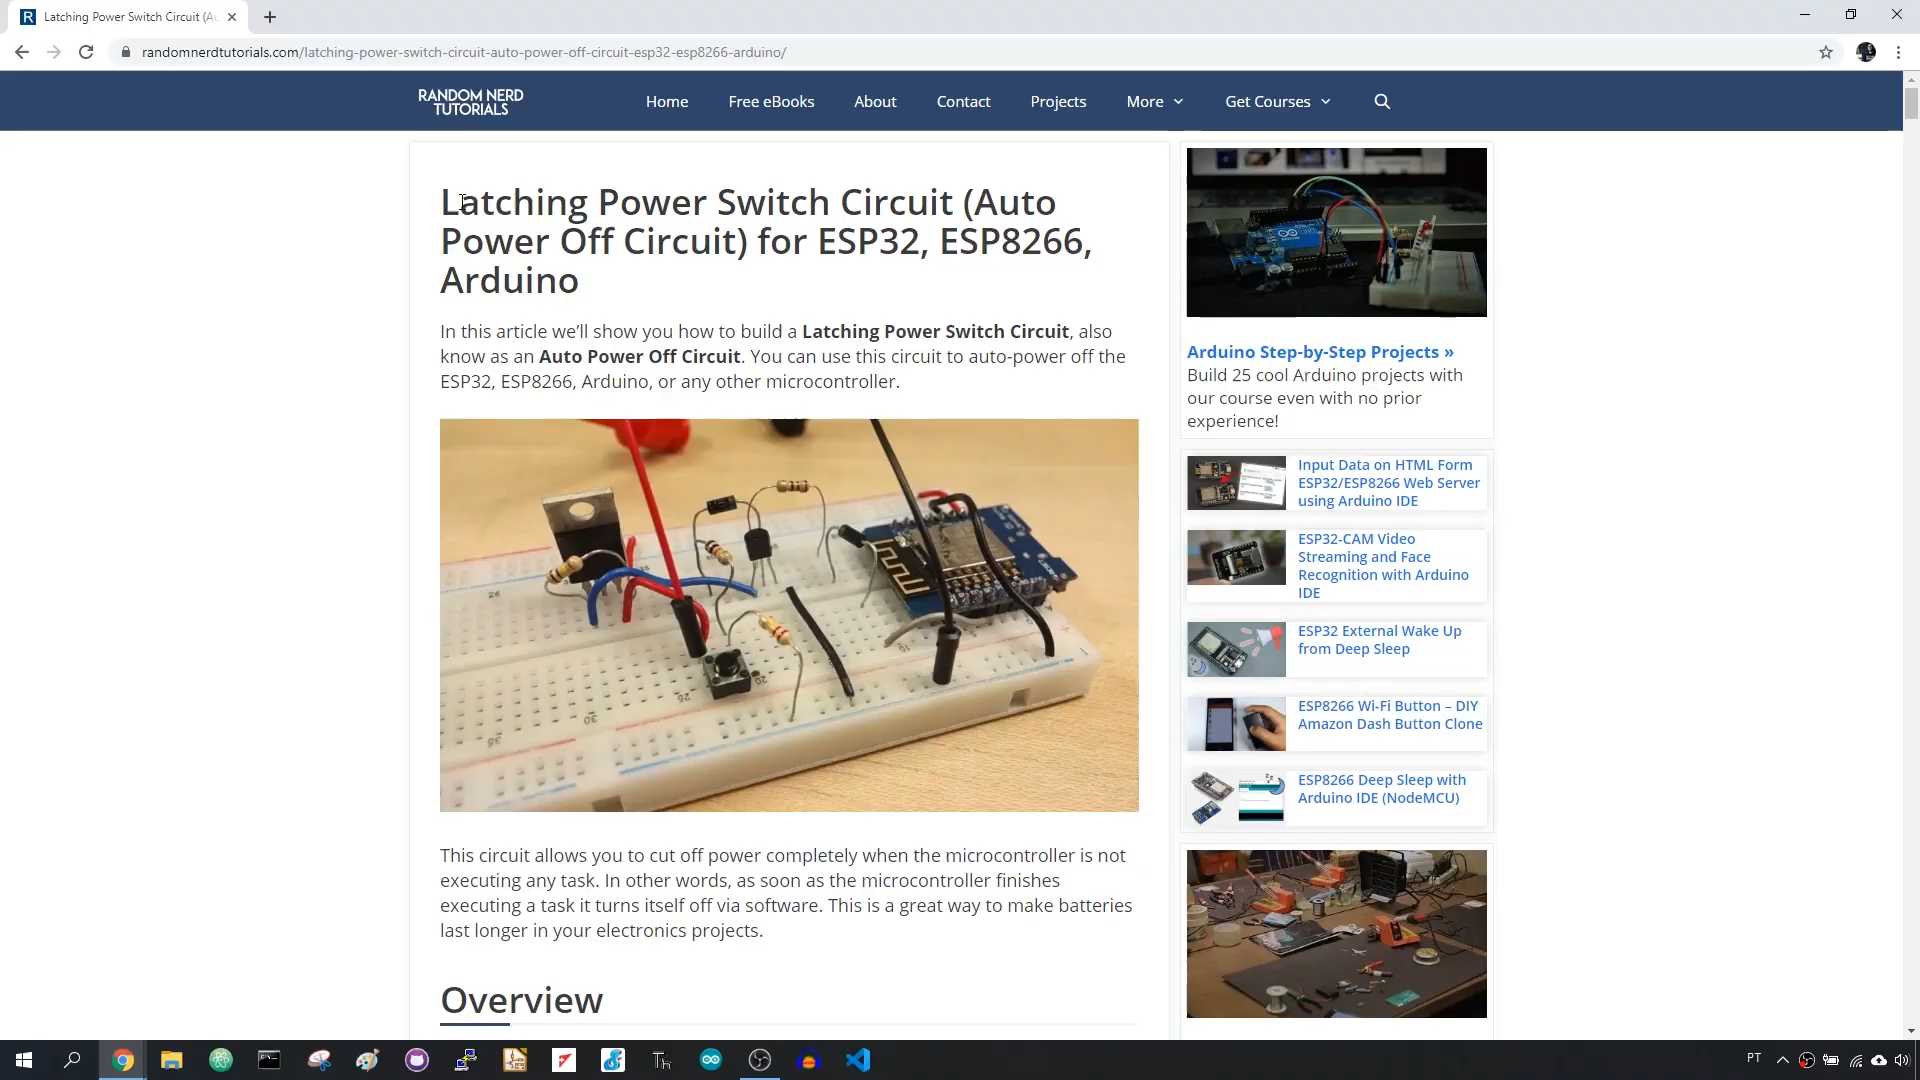 Latching Power Switch Circuit (Au
randomnerdtutorials.com/latching-power-switch-circuit-auto-power-off-circuit-esp32-esp8266-arduino/
RANDOM NERD
TUTORIALS
Home
Free eBooks
About
Contact
Projects
More
Get Courses
Latching Power Switch Circuit (Auto
Power Off Circuit) for ESP32, ESP8266,
Arduino
In this article we’ll show you how to build a Latching Power Switch Circuit, also
know as an Auto Power Off Circuit. You can use this circuit to auto-power off the
ESP32, ESP8266, Arduino, or any other microcontroller.
This circuit allows you to cut off power completely when the microcontroller is not
executing any task. In other words, as soon as the microcontroller finishes
executing a task it turns itself off via software. This is a great way to make batteries
last longer in your electronics projects.
Overview
Arduino Step-by-Step Projects »
Build 25 cool Arduino projects with
our course even with no prior
experience!
Input Data on HTML Form
ESP32/ESP8266 Web Server
using Arduino IDE
ESP32-CAM Video
Streaming and Face
Recognition with Arduino
IDE
ESP32 External Wake Up
from Deep Sleep
ESP8266 Wi-Fi Button – DIY
Amazon Dash Button Clone
ESP8266 Deep Sleep with
Arduino IDE (NodeMCU)
PT